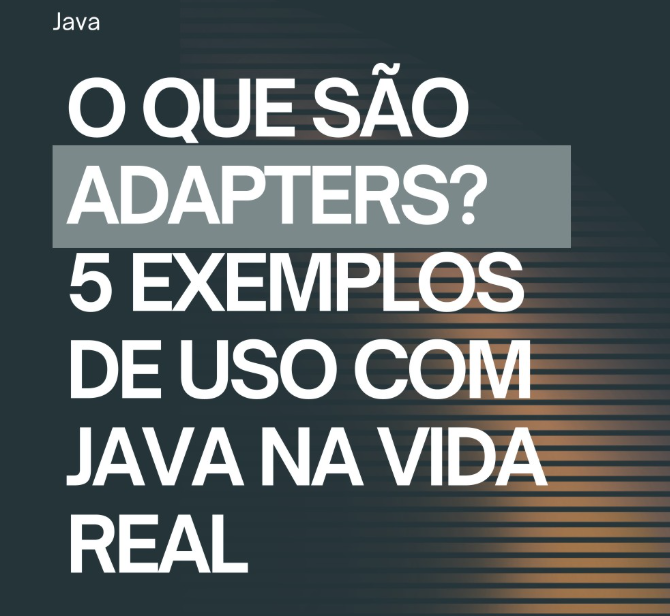 Java
O QUE SÃO
ADAPTERS?
5 EXEMPLOS
DE USO COM
JAVA NA VIDA
REAL